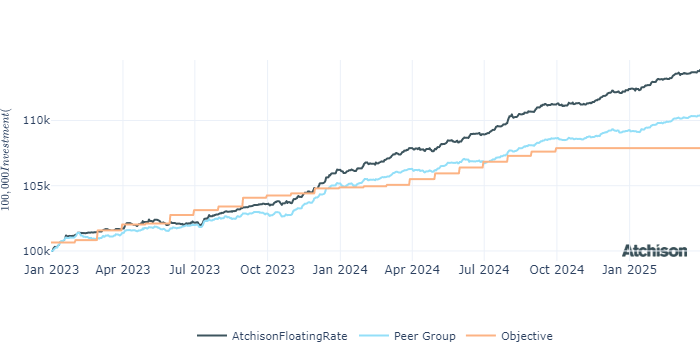 100,000Investment(
110k
105k
100k
Jan 2023
Apr 2023
Jul 2023
Oct 2023
Jan 2024
Apr 2024
Jul 2024
Oct 2024
Jan 2025
Atchison
AtchisonFloatingRate
Peer Group
Objective